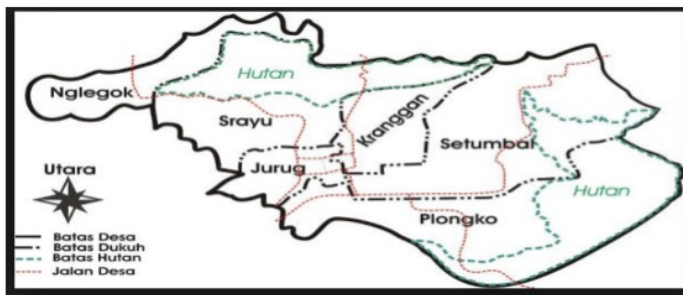 Hutan
Nglegok
Kranggan
Srayu
Setumbal
Jurug
Utara
Hutan
Plongko
Batas Desa
Batas Dukuh
Batas Hutan
Jalan Desa